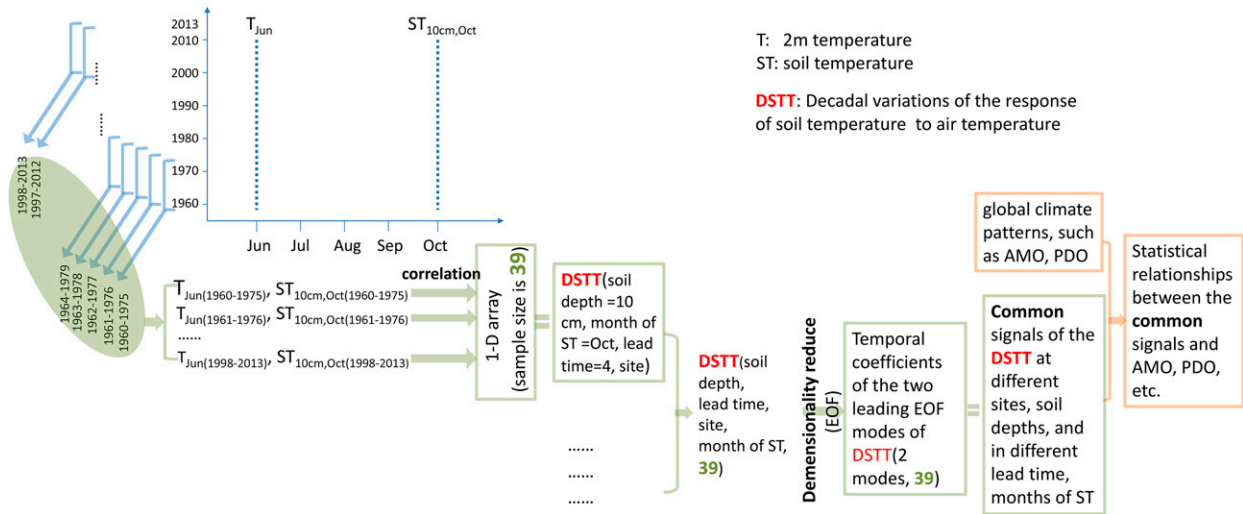 2013
2010
2000
1990
1980
1970
1960
T_Jun
ST_10cm,Oct
Jun
Jul
Aug
Sep
Oct
T: 2m temperature
ST: soil temperature
DSTT: Decadal variations of the response
of soil temperature to air temperature
......
......
1998-2013
1997-2012
1964-1979
1963-1978
1962-1977
1961-1976
1960-1975
T_Jun(1960-1975), ST_10cm,Oct(1960-1975)
T_Jun(1961-1976), ST_10cm,Oct(1961-1976)
......
T_Jun(1998-2013), ST_10cm,Oct(1998-2013)
correlation
1-D array
(sample size is 39)
DSTT(soil
depth =10
cm, month of
ST =Oct, lead
time=4, site)
......
......
......
DSTT(soil
depth,
lead time,
site,
month of ST,
39)
Demensionality reduce
(EOF)
Temporal
coefficients
of the two
leading EOF
modes of
DSTT(2
modes, 39)
global climate
patterns, such
as AMO, PDO
Common
signals of the
DSTT at
different
sites, soil
depths, and
in different
lead time,
months of ST
Statistical
relationships
between the
common
signals and
AMO, PDO,
etc.